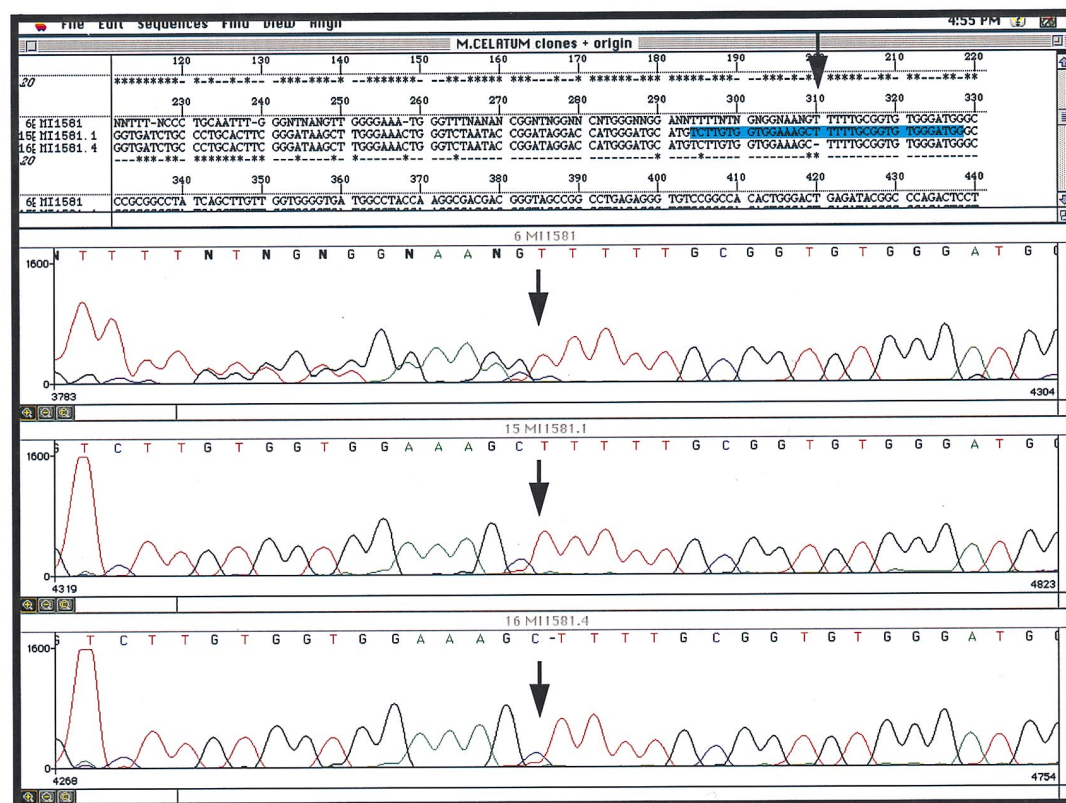 File Edit Sequences Find View Align 4:55 PM
M.CELATUM clones + origin
120 130 140 150 160 170 180 190 200 210 220
230 240 250 260 270 280 290 300 310 320 330
MI1581 NNTTT-NCCC TGCAATTT-G GGNTNANGTT GGGGAAA-TG GGTTTNANAN CGGNTNGGNN CNTGGGNNGG ANNTTTTNTN GNGGNAANGT TTTTGCGGTG TGGGATGGGC
MI1581.1 GGTGATCTGC CCTGCACTTC GGGATAAGCT TGGGAAACTG GGTCTAATAC CGGATAGGAC CATGGGATGC ATGTCTTGTG GTGGAAAGCT TTTTGCGGTG TGGGATGGGC
MI1581.4 GGTGATCTGC CCTGCACTTC GGGATAAGCT TGGGAAACTG GGTCTAATAC CGGATAGGAC CATGGGATGC ATGTCTTGTG GTGGAAAGC- TTTTGCGGTG TGGGATGGGC
340 350 360 370 380 390 400 410 420 430 440
MI1581 CCGCGGCCTA TCAGCTTGTT GGTGGGGTGA TGGCCTACCA AGGCGACGAC GGGTAGCCGG CCTGAGAGGG TGTCCGGCCA CACTGGGACT GAGATACGGC CCAGACTCCT
6 MI1581
T T T T N T N G N G G N A A N G T T T T T G C G G T G T G G G A T G
1600
0
3783 4304
15 MI1581.1
T C T T G T G G T G G A A A G C T T T T T G C G G T G T G G G A T G
1600
0
4319 4823
16 MI1581.4
G T C T T G T G G T G G A A A G C - T T T T G C G G T G T G G G A T G
1600
0
4268 4754